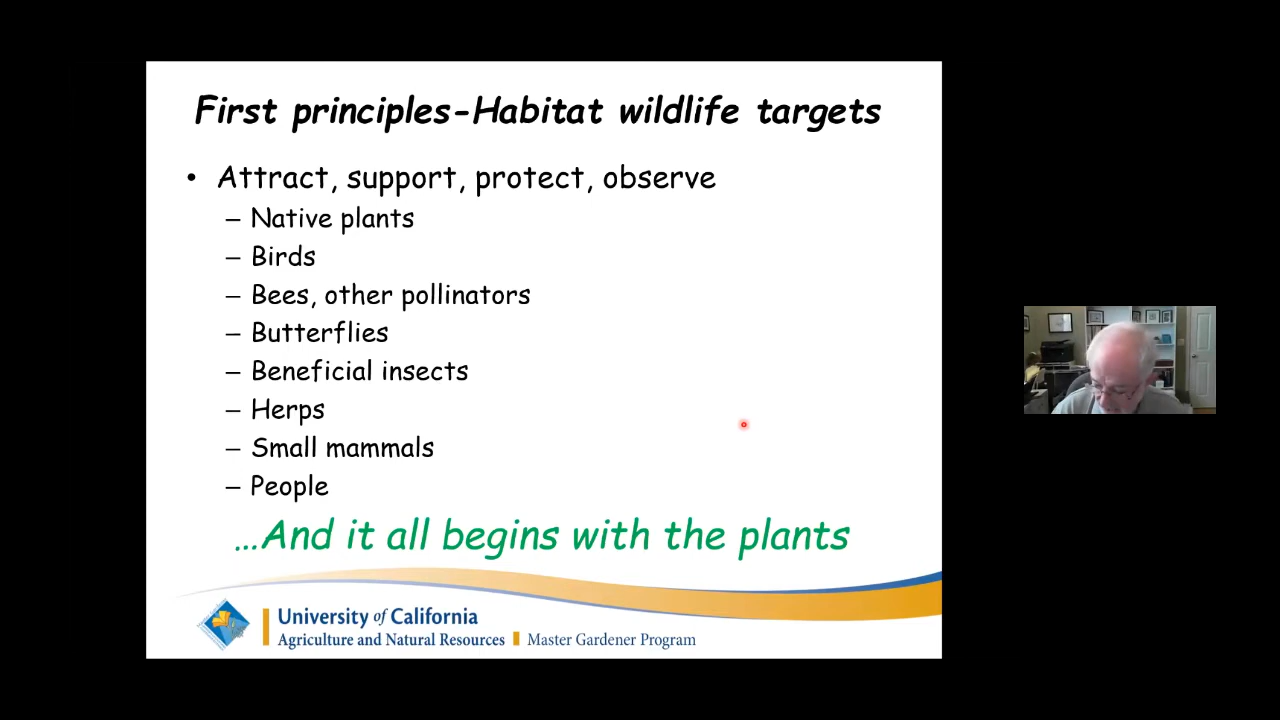 First principles-Habitat wildlife targets
• Attract, support, protect, observe
– Native plants
– Birds
– Bees, other pollinators
– Butterflies
– Beneficial insects
– Herps
– Small mammals
– People
…And it all begins with the plants
University of California
Agriculture and Natural Resources Master Gardener Program